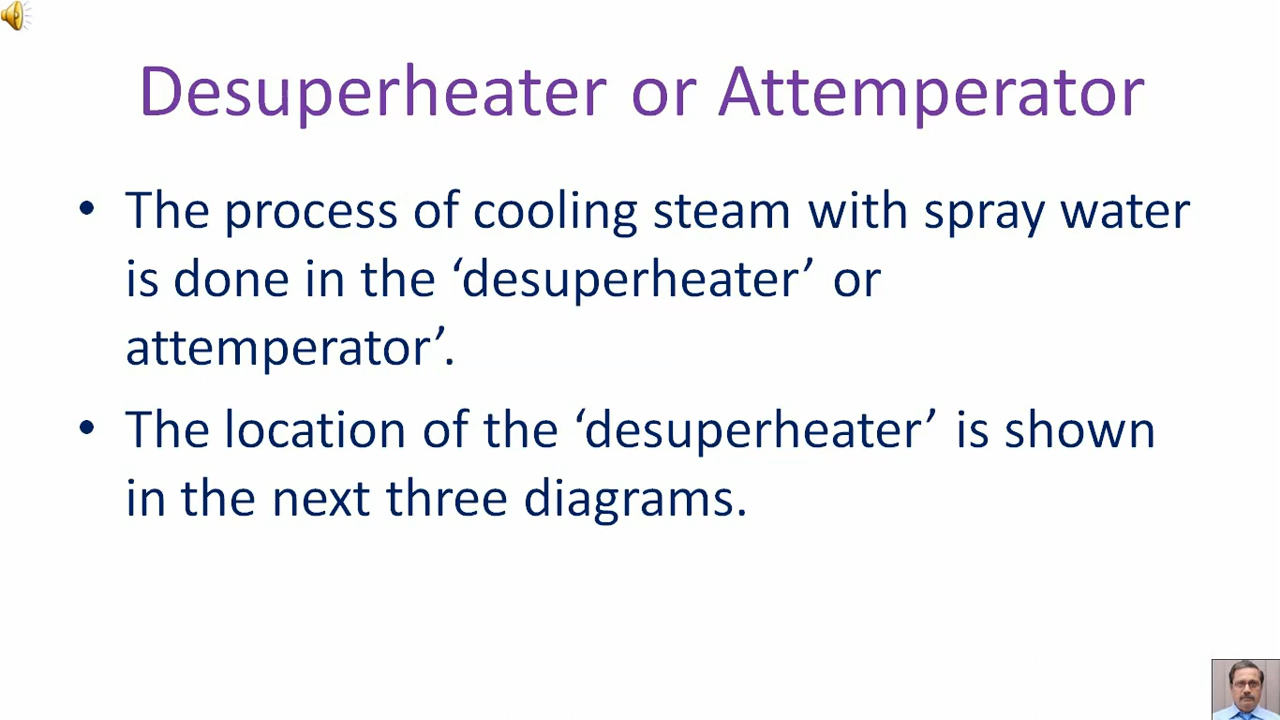 Desuperheater or Attemperator
• The process of cooling steam with spray water
is done in the ‘desuperheater’ or
attemperator’.
• The location of the ‘desuperheater’ is shown
in the next three diagrams.